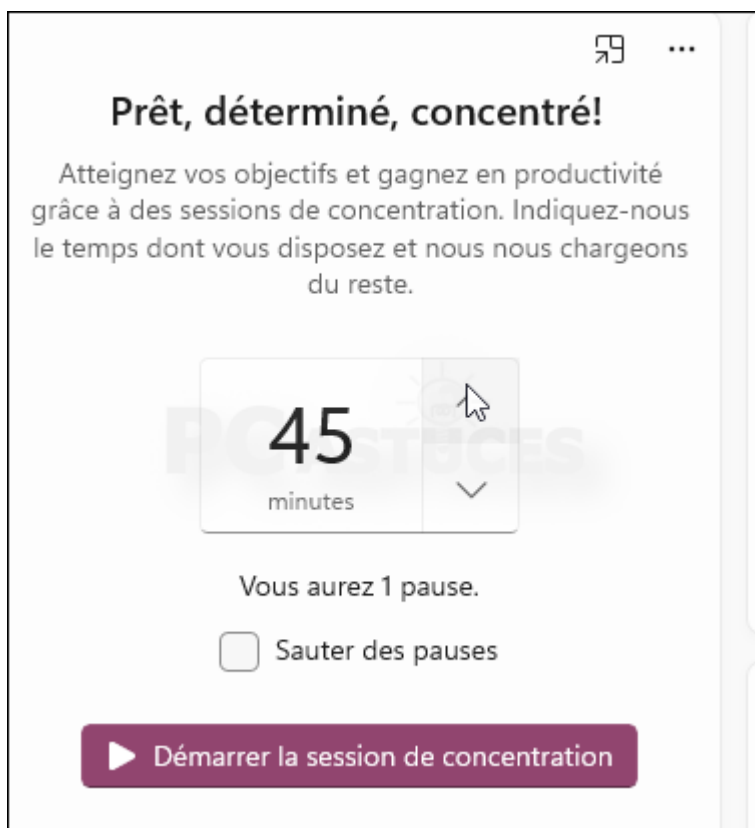 Prêt, déterminé, concentré!
Atteignez vos objectifs et gagnez en productivité
grâce à des sessions de concentration. Indiquez-nous
le temps dont vous disposez et nous nous chargeons
du reste.
PC ASTUCES
45
minutes
Vous aurez 1 pause.
Sauter des pauses
Démarrer la session de concentration